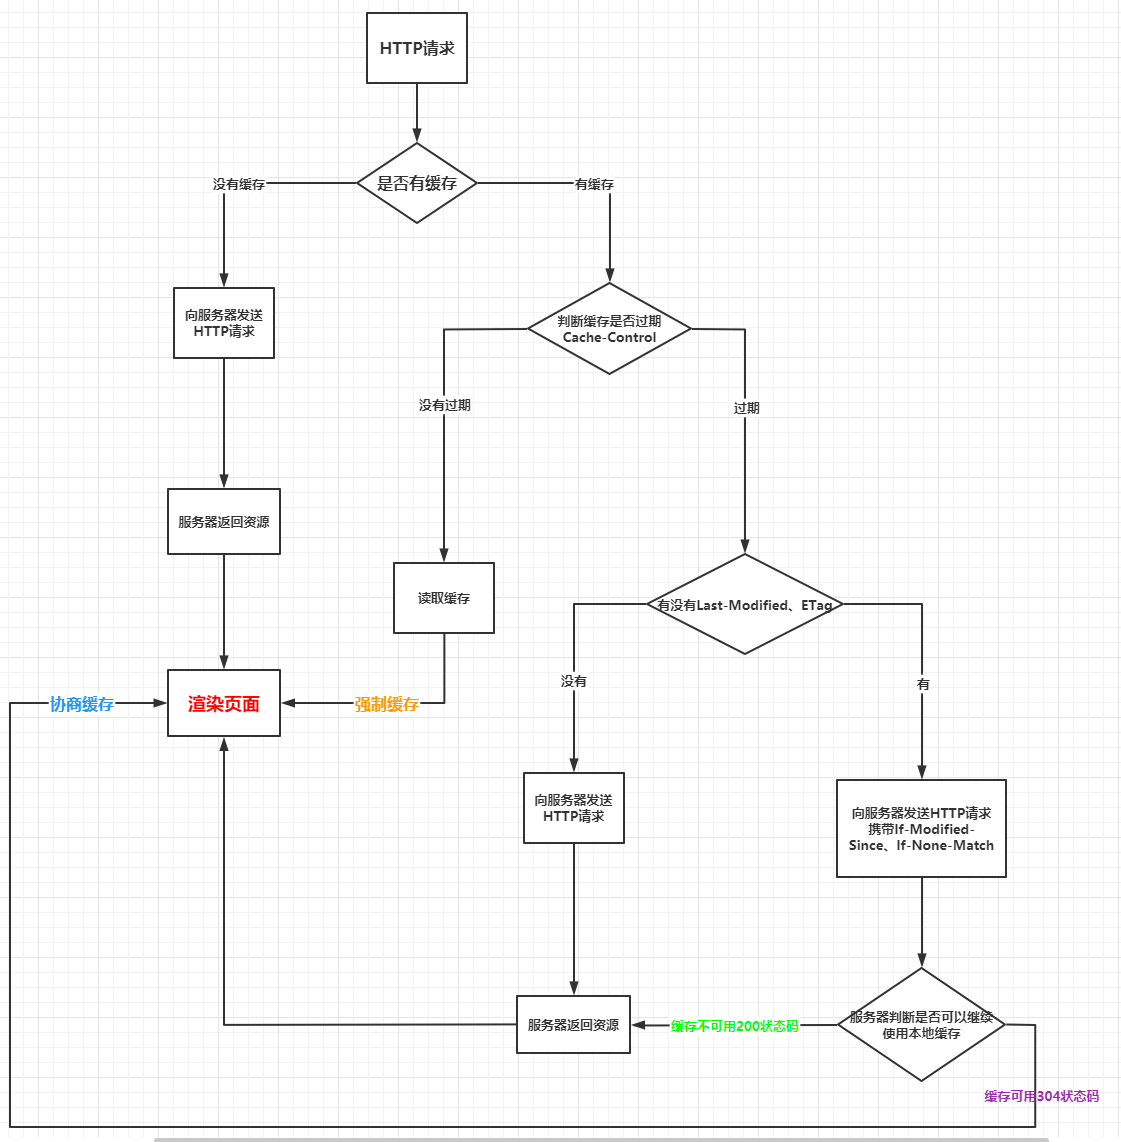 HTTP请求
是否有缓存
没有缓存
有缓存
向服务器发送
HTTP请求
判断缓存是否过期
Cache-Control
没有过期
过期
服务器返回资源
读取缓存
有没有Last-Modified、ETag
没有
有
协商缓存
渲染页面
强制缓存
向服务器发送
HTTP请求
向服务器发送HTTP请求
携带If-Modified-
Since、If-None-Match
服务器返回资源
缓存不可用200状态码
服务器判断是否可以继续
使用本地缓存
缓存可用304状态码